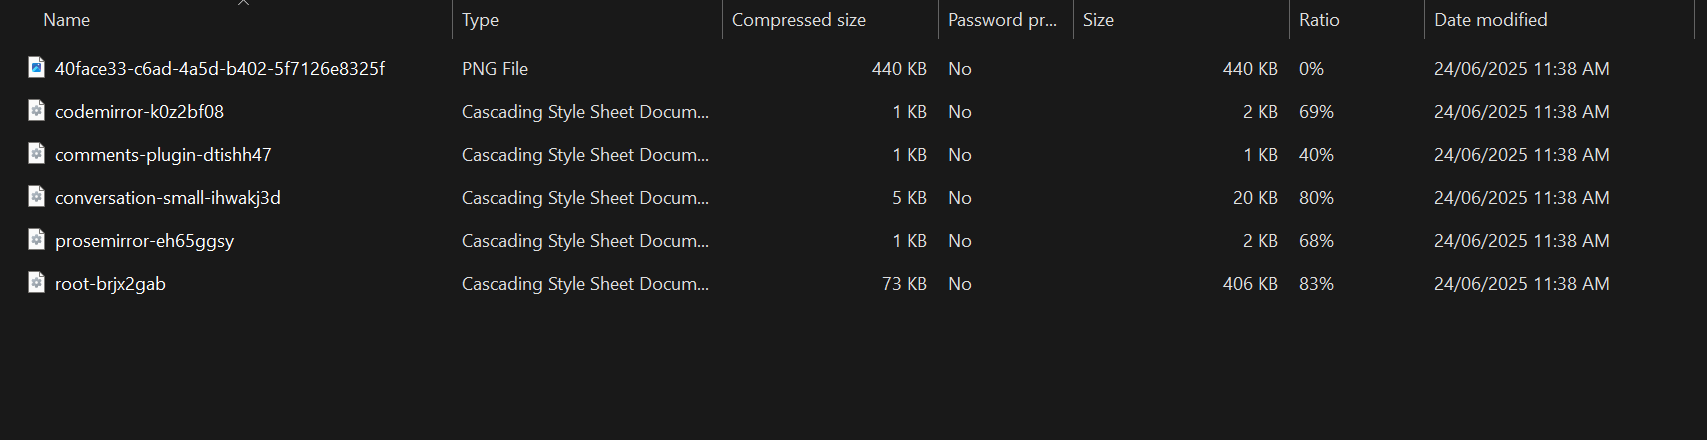 Name Type Compressed size Password pr... Size Ratio Date modified
40face33-c6ad-4a5d-b402-5f7126e8325f PNG File 440 KB No 440 KB 0% 24/06/2025 11:38 AM
codemirror-k0z2bf08 Cascading Style Sheet Docum... 1 KB No 2 KB 69% 24/06/2025 11:38 AM
comments-plugin-dtishh47 Cascading Style Sheet Docum... 1 KB No 1 KB 40% 24/06/2025 11:38 AM
conversation-small-ihwakj3d Cascading Style Sheet Docum... 5 KB No 20 KB 80% 24/06/2025 11:38 AM
prosemirror-eh65ggsy Cascading Style Sheet Docum... 1 KB No 2 KB 68% 24/06/2025 11:38 AM
root-brjx2gab Cascading Style Sheet Docum... 73 KB No 406 KB 83% 24/06/2025 11:38 AM